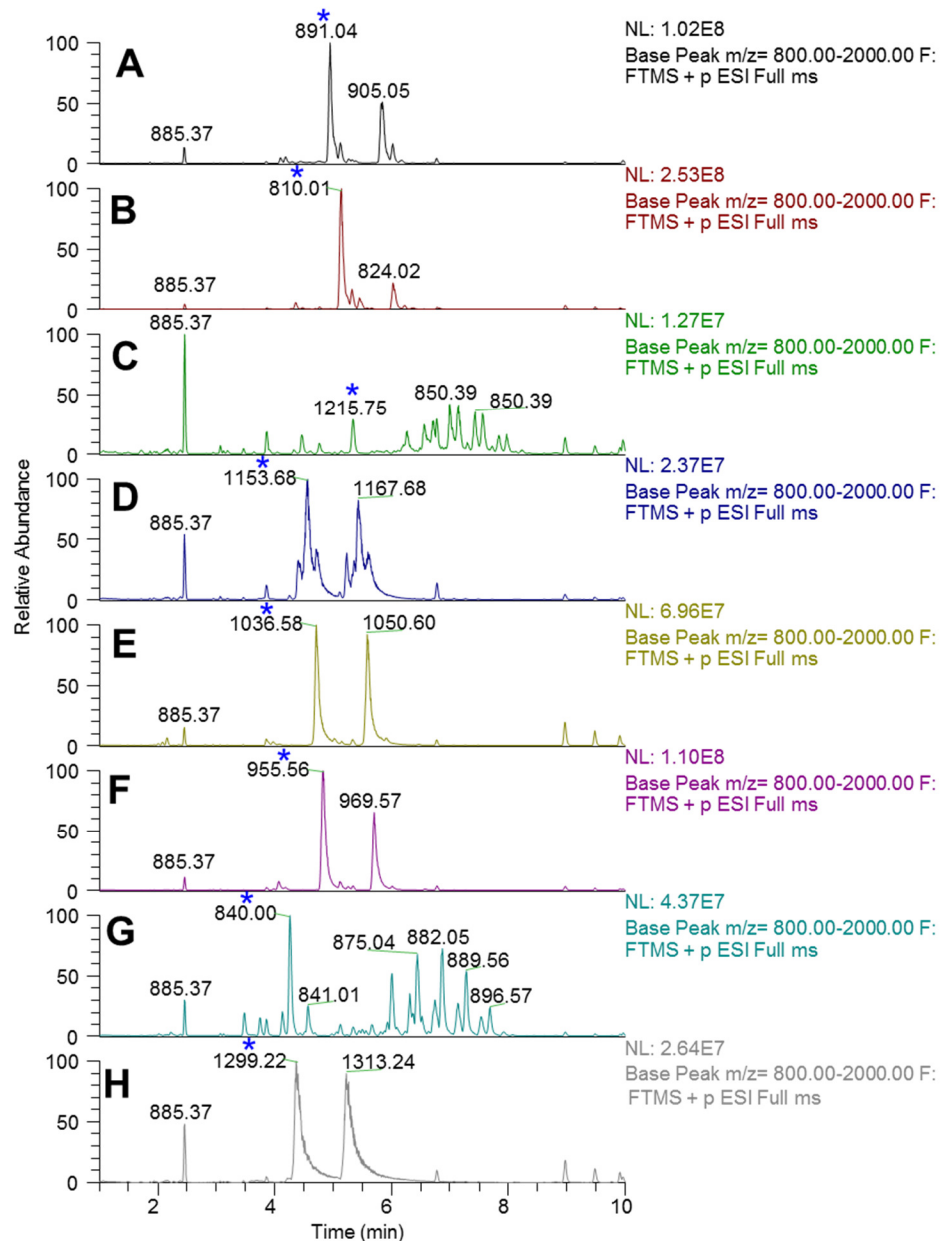 *
891.04
NL: 1.02E8
Base Peak m/z= 800.00-2000.00 F:
FTMS + p ESI Full ms
A
100
905.05
50
885.37
0
*
810.01
NL: 2.53E8
Base Peak m/z= 800.00-2000.00 F:
FTMS + p ESI Full ms
B
100
50
824.02
885.37
0
885.37
NL: 1.27E7
Base Peak m/z= 800.00-2000.00 F:
FTMS + p ESI Full ms
C
100
*
1215.75
850.39
850.39
50
0
*
1153.68
1167.68
NL: 2.37E7
Base Peak m/z= 800.00-2000.00 F:
FTMS + p ESI Full ms
D
100
885.37
50
0
*
1036.58
1050.60
NL: 6.96E7
Base Peak m/z= 800.00-2000.00 F:
FTMS + p ESI Full ms
E
100
50
885.37
0
*
955.56
NL: 1.10E8
Base Peak m/z= 800.00-2000.00 F:
FTMS + p ESI Full ms
F
100
969.57
50
885.37
0
*
840.00
NL: 4.37E7
Base Peak m/z= 800.00-2000.00 F:
FTMS + p ESI Full ms
G
100
875.04
882.05
889.56
50
885.37
841.01
896.57
0
*
1299.22
1313.24
NL: 2.64E7
Base Peak m/z= 800.00-2000.00 F:
FTMS + p ESI Full ms
H
100
885.37
50
0
Relative Abundance
2 4 6 8 10
Time (min)